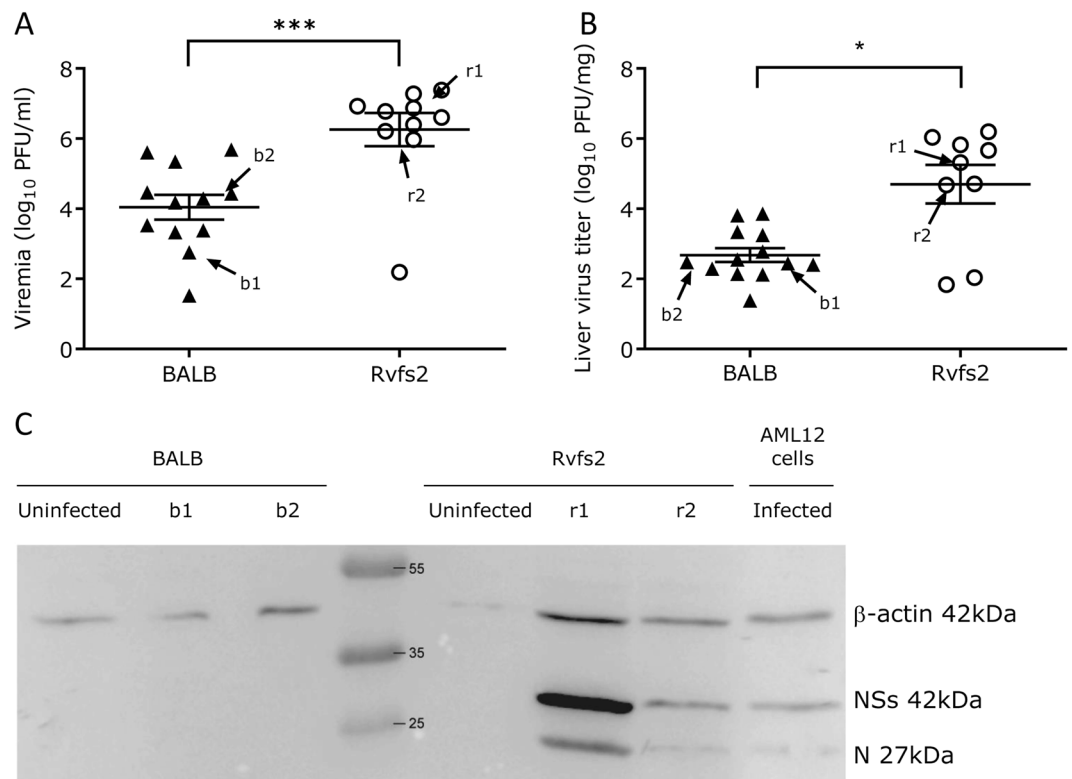 A
***
Viremia (log10 PFU/ml)
8
6
4
2
0
r1
b2
r2
b1
BALB
Rvfs2
B
*
Liver virus titer (log10 PFU/mg)
8
6
4
2
0
r1
r2
b2
b1
BALB
Rvfs2
C
BALB
Rvfs2
AML12
cells
Uninfected b1 b2 Uninfected r1 r2 Infected
55
35
25
β-actin 42kDa
NSs 42kDa
N 27kDa